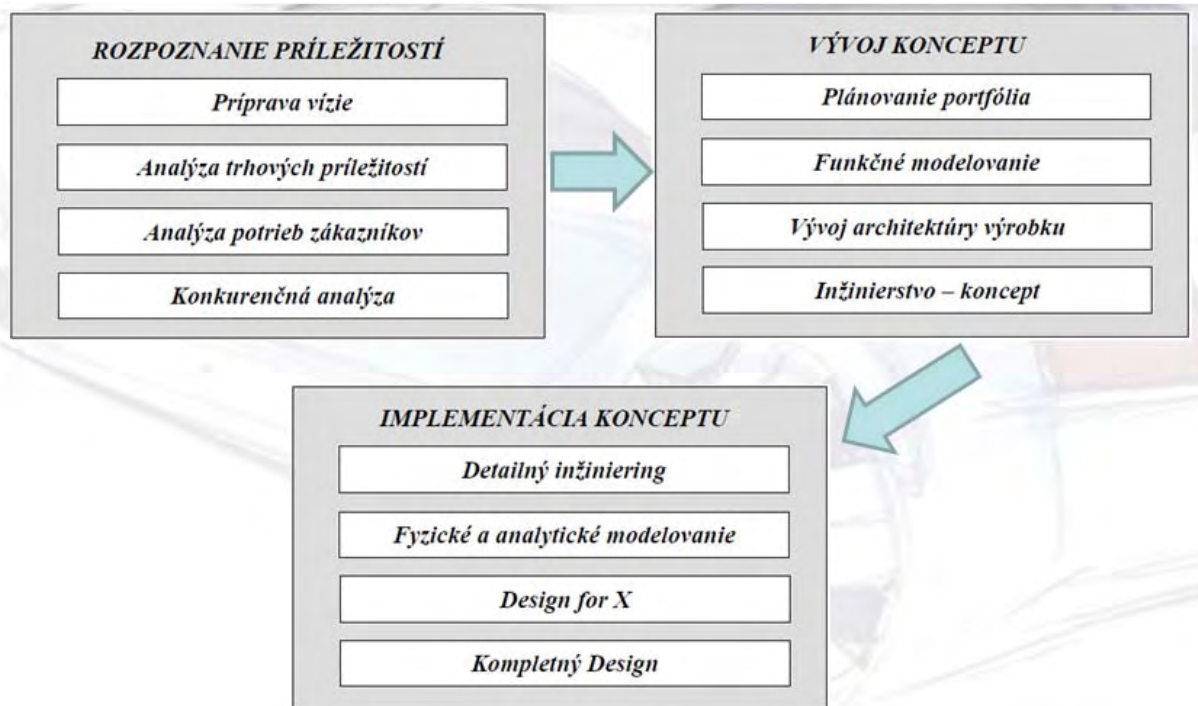 ROZPOZNANIE PRÍLEŽITOSTÍ
Príprava vízie
Analýza trhových príležitostí
Analýza potrieb zákazníkov
Konkurenčná analýza
VÝVOJ KONCEPTU
Plánovanie portfólia
Funkčné modelovanie
Vývoj architektúry výrobku
Inžinierstvo – koncept
IMPLEMENTÁCIA KONCEPTU
Detailný inžiniering
Fyzické a analytické modelovanie
Design for X
Kompletný Design